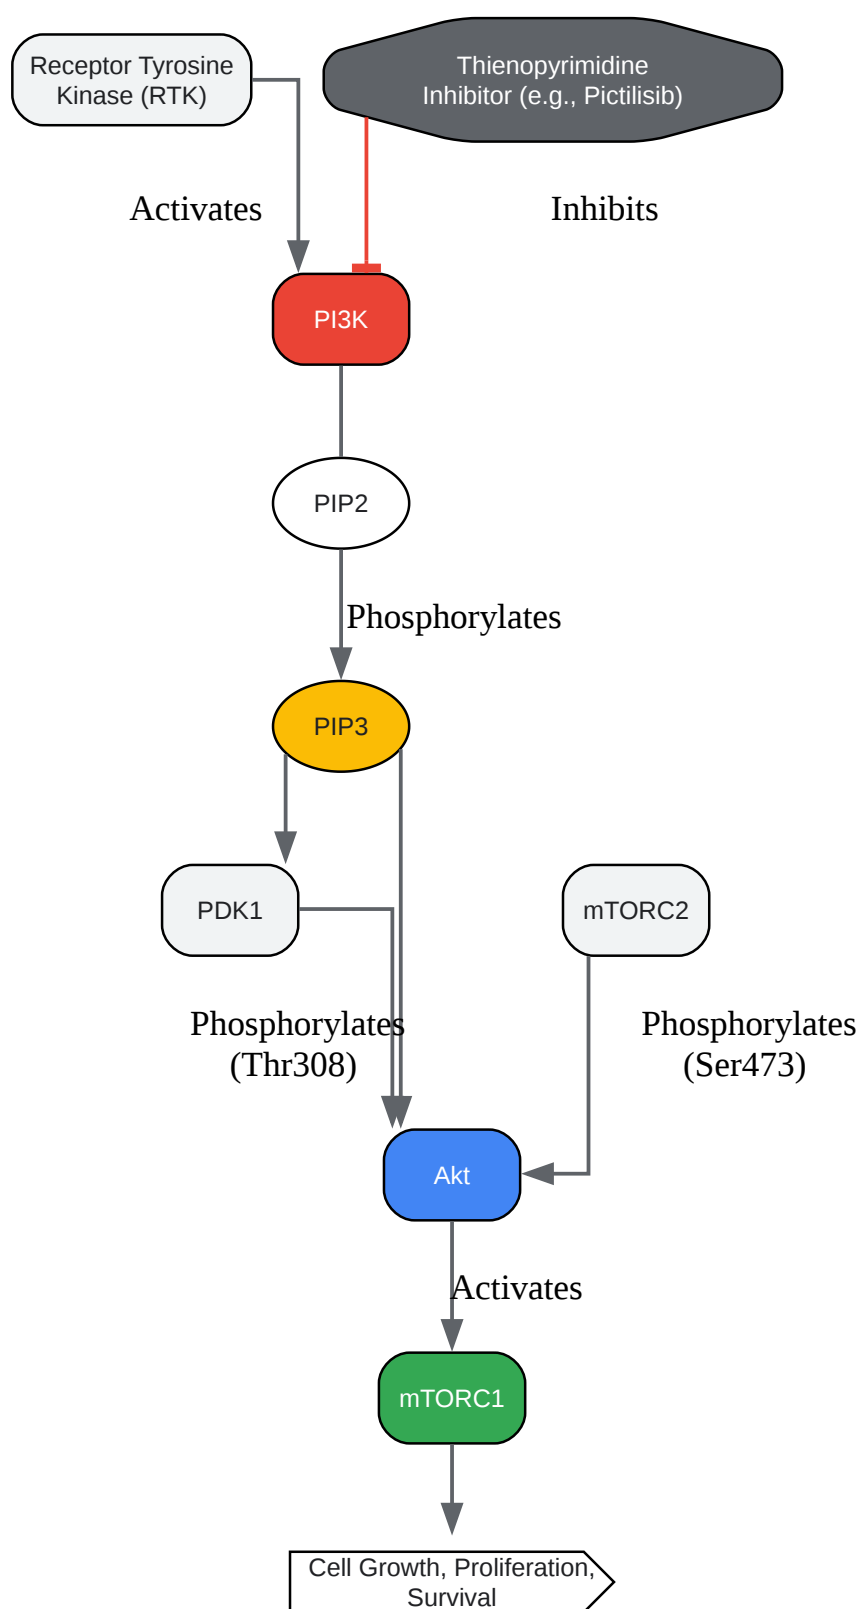 Receptor Tyrosine
Kinase (RTK)
Thienopyrimidine
Inhibitor (e.g., Pictilisib)
Activates
Inhibits
PI3K
PIP2
Phosphorylates
PIP3
PDK1
mTORC2
Phosphorylates
(Thr308)
Phosphorylates
(Ser473)
Akt
Activates
mTORC1
Cell Growth, Proliferation,
Survival